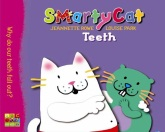 SmartyCat
JEANNETTE ROWE
Teeth
Why do our teeth fall out?